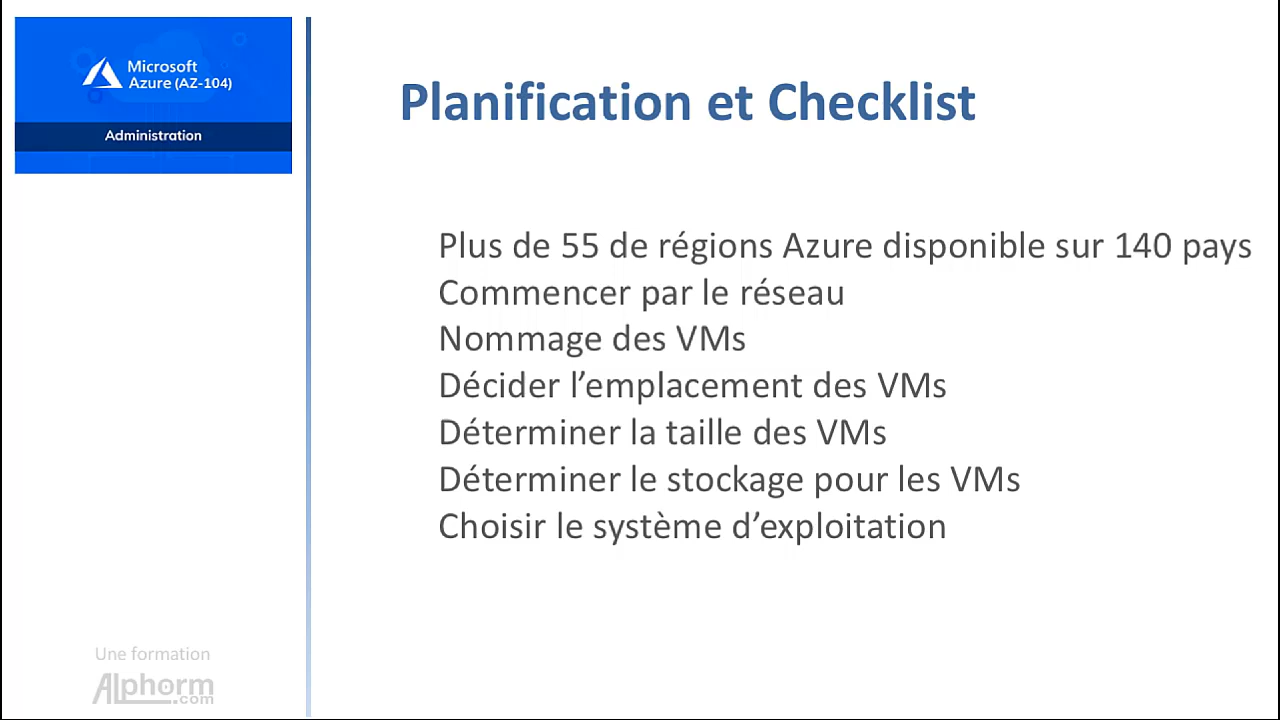 Microsoft
Azure (AZ-104)
Administration
Planification et Checklist
Plus de 55 de régions Azure disponible sur 140 pays
Commencer par le réseau
Nommage des VMs
Décider l’emplacement des VMs
Déterminer la taille des VMs
Déterminer le stockage pour les VMs
Choisir le système d’exploitation
Une formation
Alphorm
.com